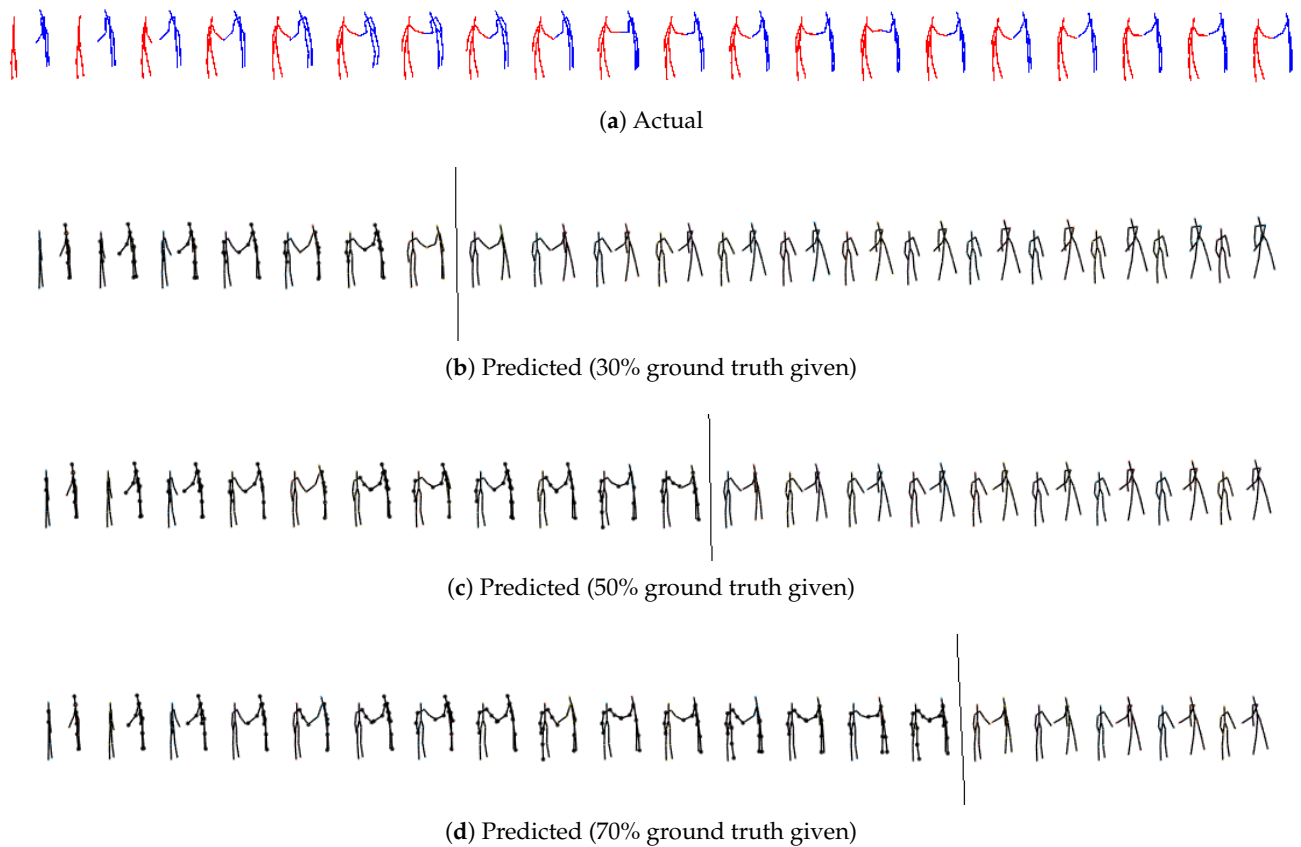 (a) Actual
(b) Predicted (30% ground truth given)
(c) Predicted (50% ground truth given)
(d) Predicted (70% ground truth given)